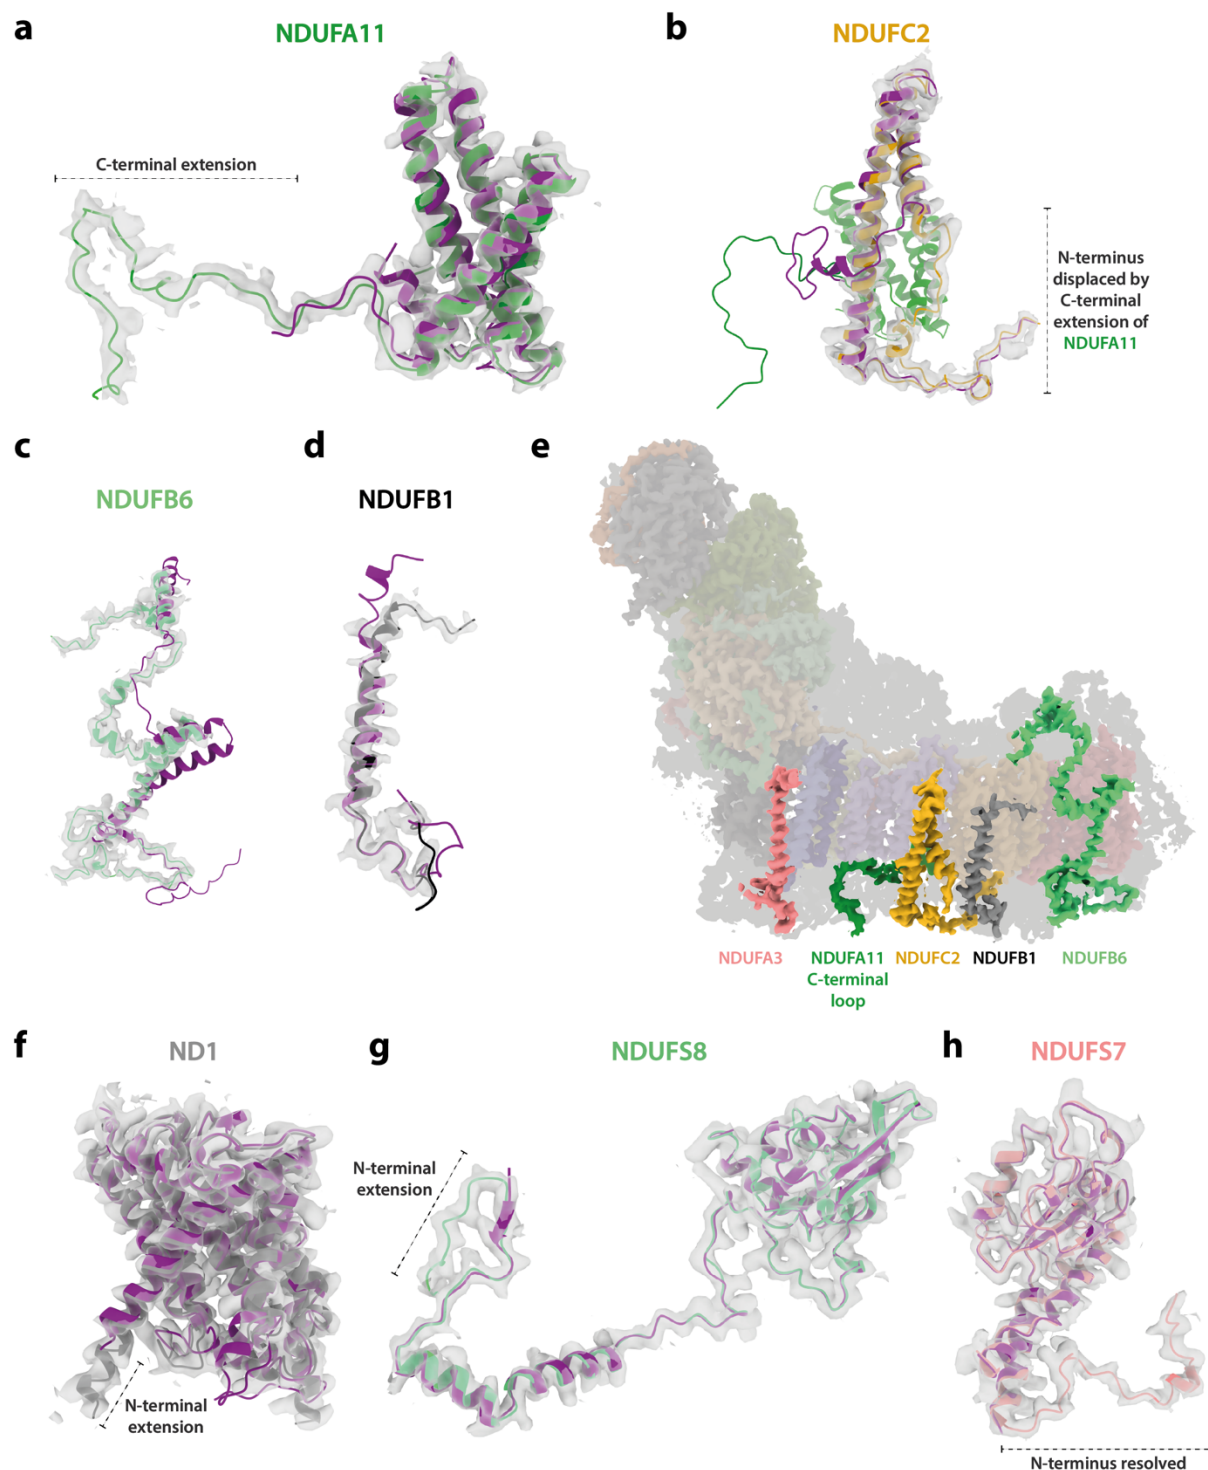 a
NDUFA11
C-terminal extension
b
NDUFC2
N-terminus
displaced by
C-terminal
extension of
NDUFA11
c
NDUFB6
d
NDUFB1
e
NDUFA3
NDUFA11
C-terminal
loop
NDUFC2
NDUFB1
NDUFB6
f
ND1
N-terminal
extension
g
NDUFS8
N-terminal
extension
h
NDUFS7
N-terminus resolved